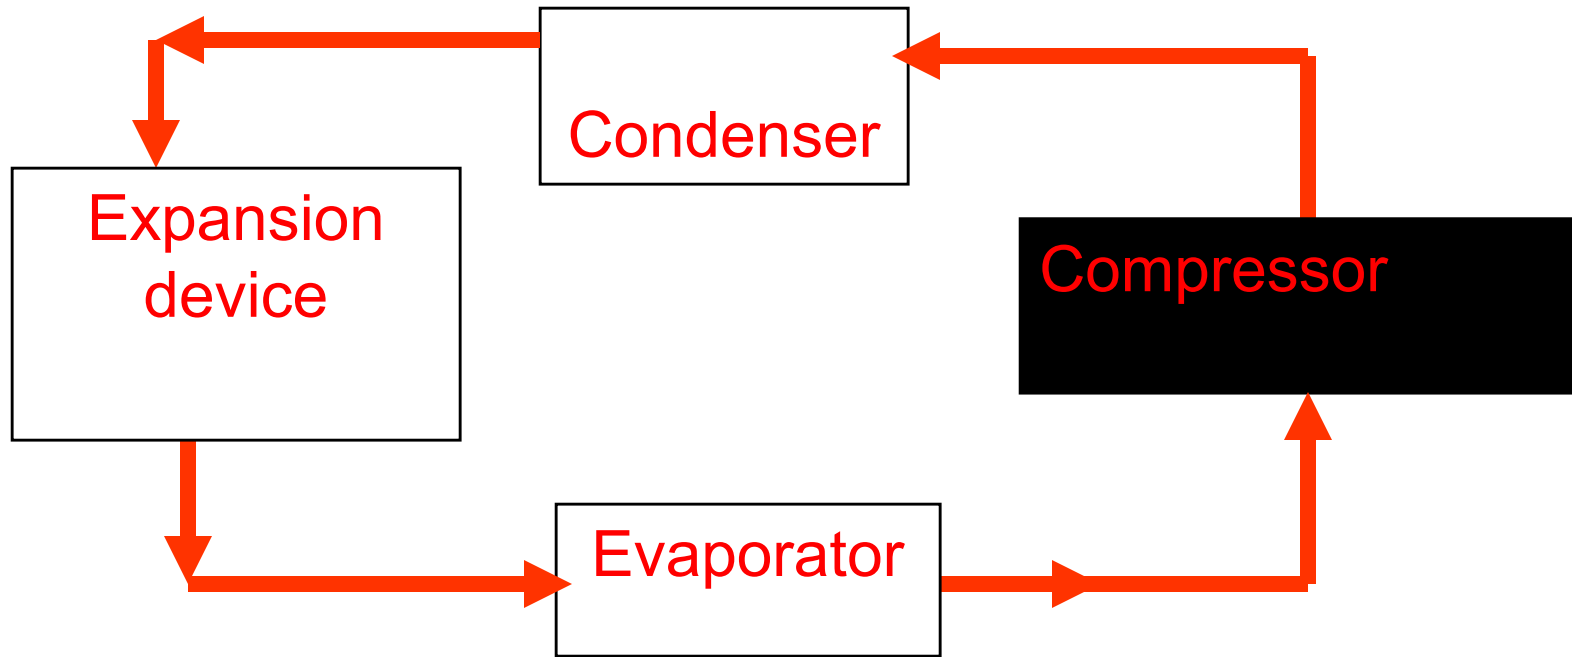 Condenser
Expansion
device
Compressor
Evaporator